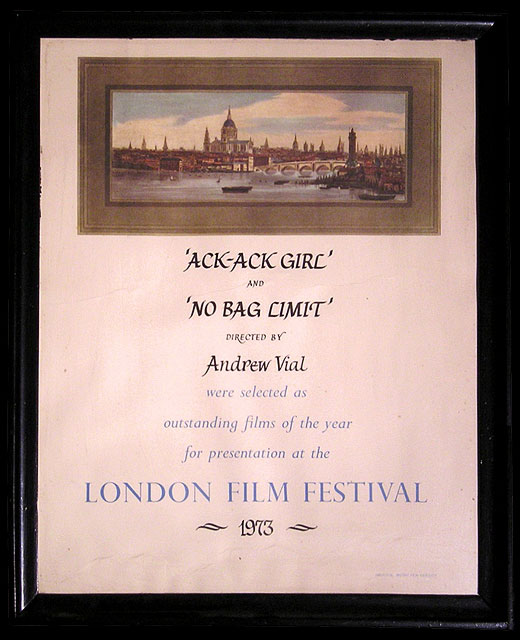 'ACK-ACK GIRL'
AND
'NO BAG LIMIT'
DIRECTED BY
Andrew Vial
were selected as
outstanding films of the year
for presentation at the
LONDON FILM FESTIVAL
1973